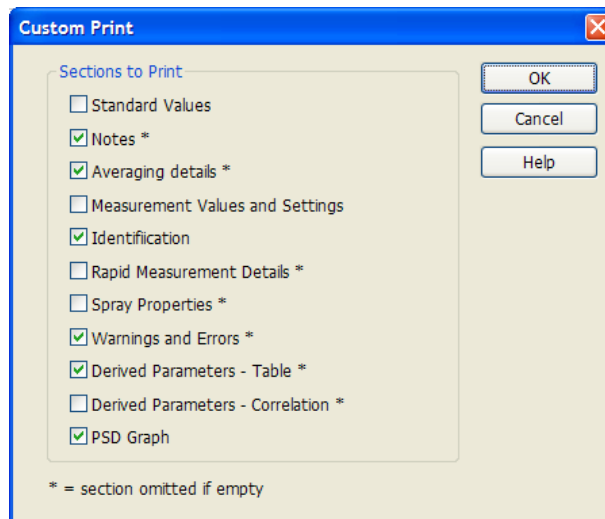 Custom Print
Sections to Print
Standard Values
Notes *
Averaging details *
Measurement Values and Settings
Identifiication
Rapid Measurement Details *
Spray Properties *
Warnings and Errors *
Derived Parameters - Table *
Derived Parameters - Correlation *
PSD Graph
* = section omitted if empty
OK
Cancel
Help